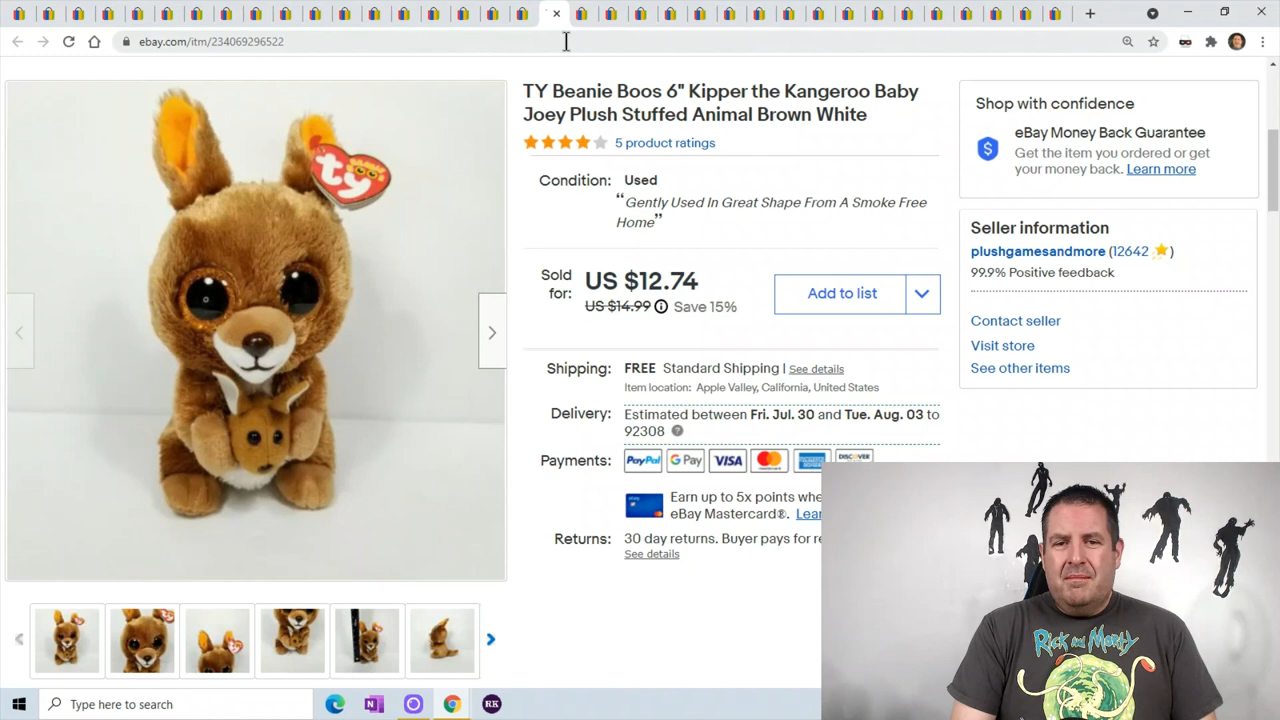 ebay.com/itm/234069296522
TY Beanie Boos 6" Kipper the Kangaroo Baby
Joey Plush Stuffed Animal Brown White
5 product ratings
Condition: Used
“Gently Used In Great Shape From A Smoke Free
Home”
Sold
for:
US $12.74
US $14.99 Save 15%
Add to list
Shipping: FREE Standard Shipping | See details
Item location: Apple Valley, California, United States
Delivery: Estimated between Fri. Jul. 30 and Tue. Aug. 03 to
92308
Payments: PayPal G Pay VISA mastercard AMERICAN EXPRESS DISCOVER
Earn up to 5x points whe
eBay Mastercard®. Lear
Returns: 30 day returns. Buyer pays for re
See details
Shop with confidence
eBay Money Back Guarantee
Get the item you ordered or get
your money back. Learn more
Seller information
plushgamesandmore (12642 )
99.9% Positive feedback
Contact seller
Visit store
See other items
ty
Rick and Morty
Type here to search
RK